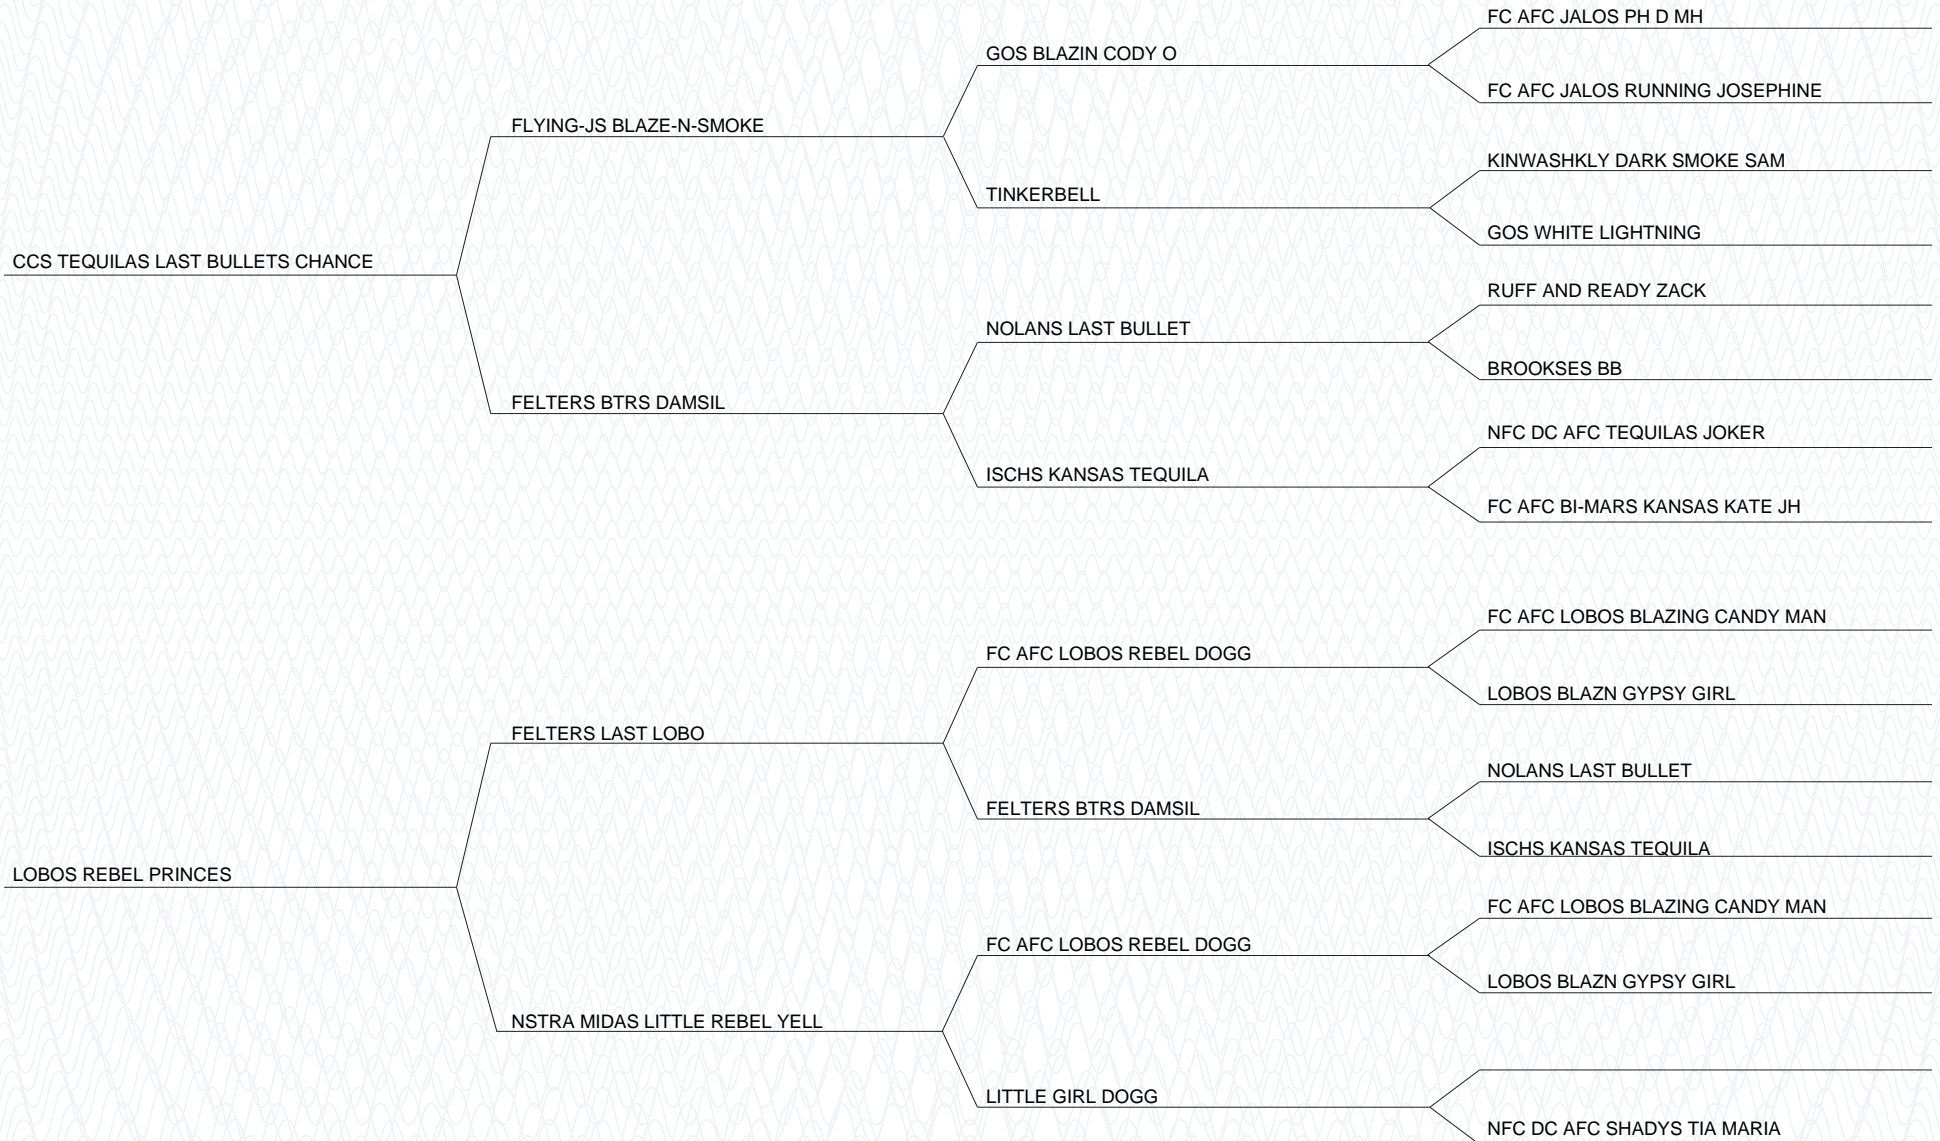 FC AFC JALOS PH D MH
GOS BLAZIN CODY O
FC AFC JALOS RUNNING JOSEPHINE
FLYING-JS BLAZE-N-SMOKE
KINWASHKLY DARK SMOKE SAM
TINKERBELL
GOS WHITE LIGHTNING
CCS TEQUILAS LAST BULLETS CHANCE
RUFF AND READY ZACK
NOLANS LAST BULLET
BROOKSES BB
FELTERS BTRS DAMSIL
NFC DC AFC TEQUILAS JOKER
ISCHS KANSAS TEQUILA
FC AFC BI-MARS KANSAS KATE JH
FC AFC LOBOS BLAZING CANDY MAN
FC AFC LOBOS REBEL DOGG
LOBOS BLAZN GYPSY GIRL
FELTERS LAST LOBO
NOLANS LAST BULLET
FELTERS BTRS DAMSIL
ISCHS KANSAS TEQUILA
LOBOS REBEL PRINCES
FC AFC LOBOS BLAZING CANDY MAN
FC AFC LOBOS REBEL DOGG
LOBOS BLAZN GYPSY GIRL
NSTRA MIDAS LITTLE REBEL YELL
LITTLE GIRL DOGG
NFC DC AFC SHADYS TIA MARIA